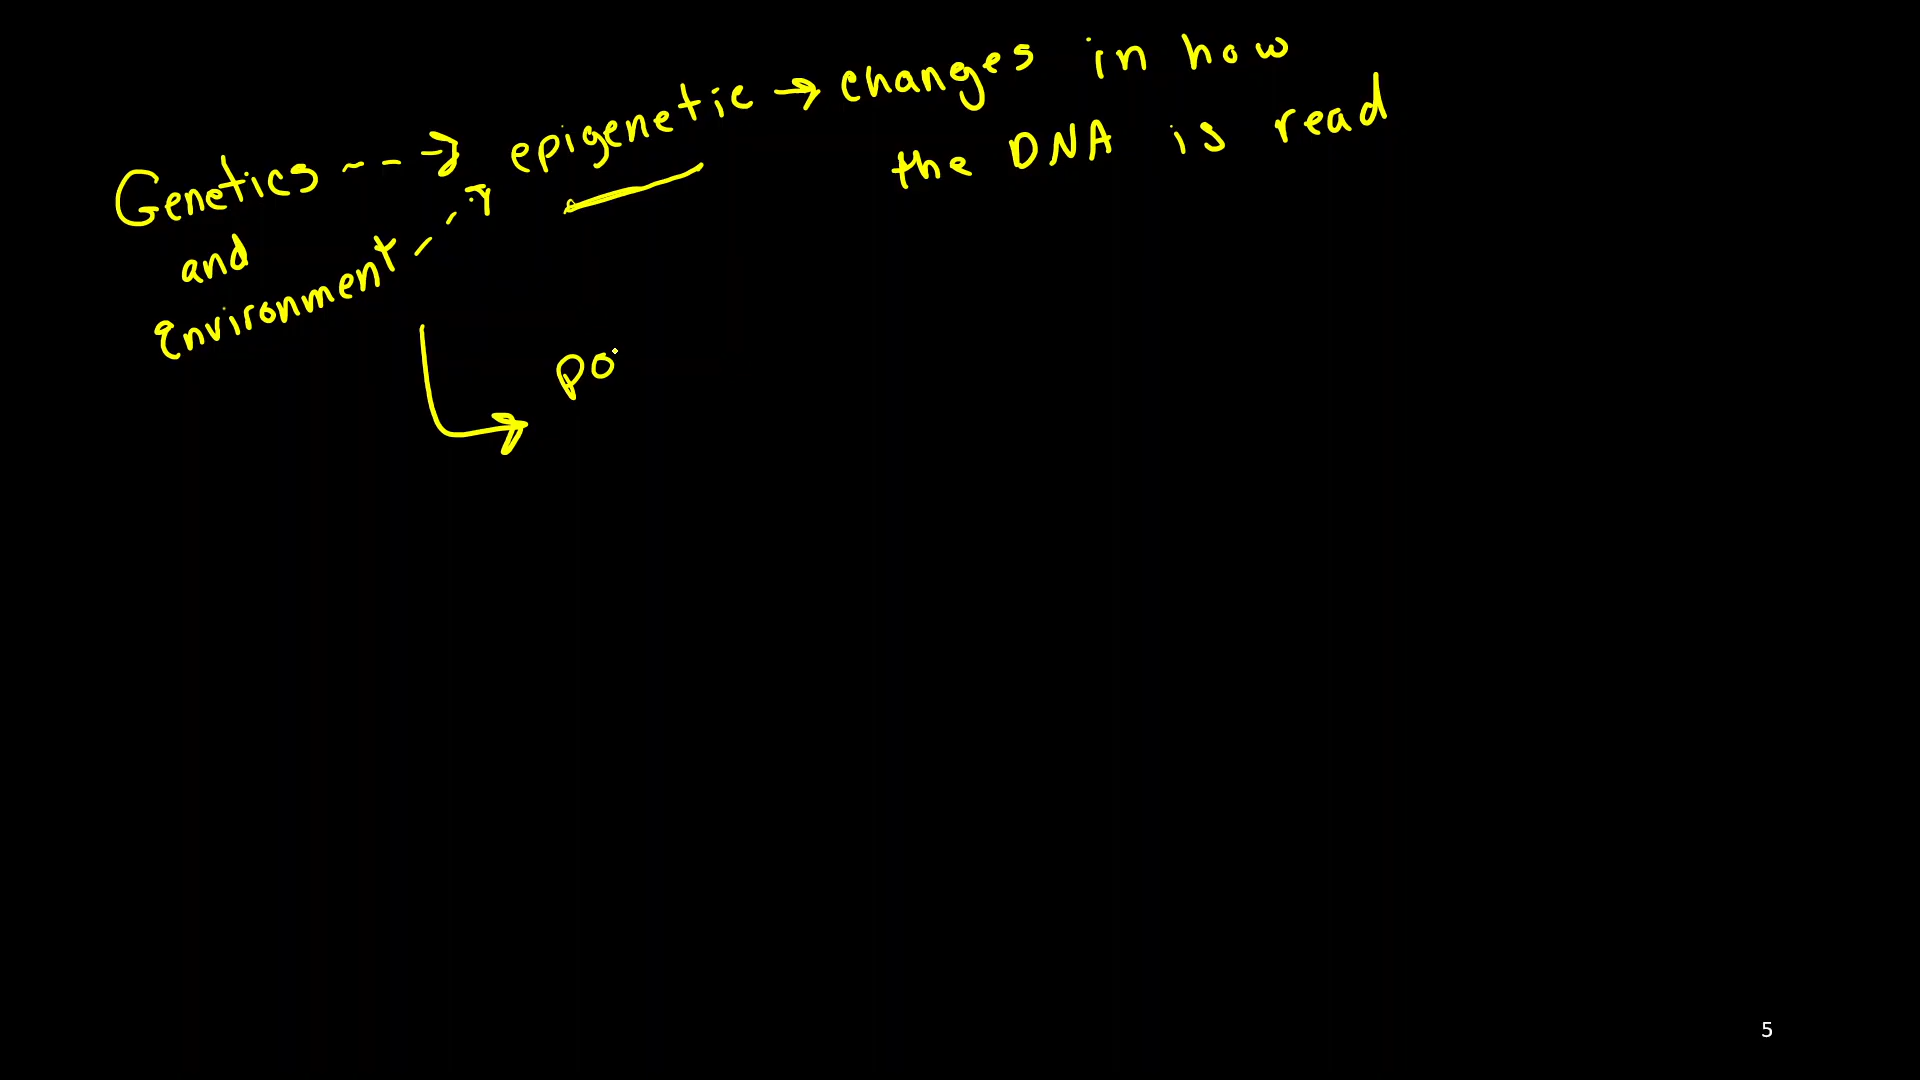 Genetics --→ epigenetic → changes in how
the DNA is read
and
Environment
po
5